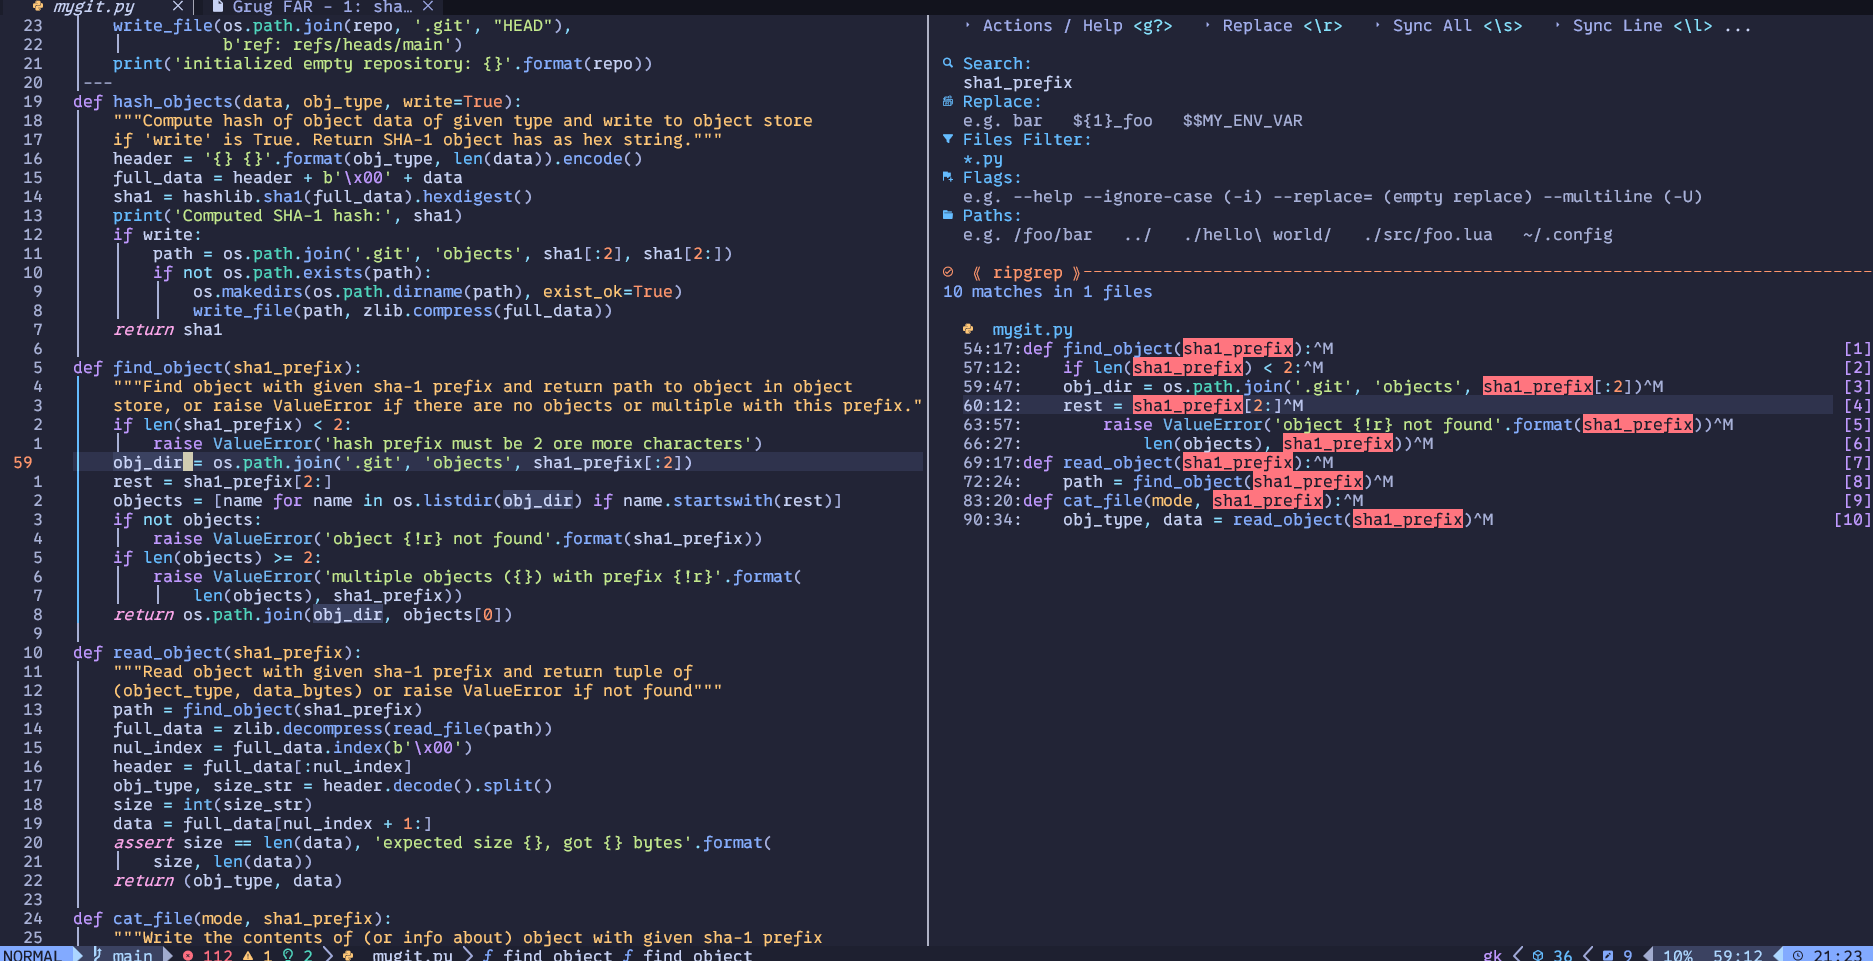 mygit.py ✕ Grug FAR - 1: sha… ✕
23 write_file(os.path.join(repo, '.git', "HEAD"),
22 b'ref: refs/heads/main')
21 print('initialized empty repository: {}'.format(repo))
20 ---
19 def hash_objects(data, obj_type, write=True):
18 """Compute hash of object data of given type and write to object store
17 if 'write' is True. Return SHA-1 object has as hex string."""
16 header = '{} {}'.format(obj_type, len(data)).encode()
15 full_data = header + b'\x00' + data
14 sha1 = hashlib.sha1(full_data).hexdigest()
13 print('Computed SHA-1 hash:', sha1)
12 if write:
11 path = os.path.join('.git', 'objects', sha1[:2], sha1[2:])
10 if not os.path.exists(path):
9 os.makedirs(os.path.dirname(path), exist_ok=True)
8 write_file(path, zlib.compress(full_data))
7 return sha1
6
5 def find_object(sha1_prefix):
4 """Find object with given sha-1 prefix and return path to object in object
3 store, or raise ValueError if there are no objects or multiple with this prefix."
2 if len(sha1_prefix) < 2:
1 raise ValueError('hash prefix must be 2 ore more characters')
59 obj_dir = os.path.join('.git', 'objects', sha1_prefix[:2])
1 rest = sha1_prefix[2:]
2 objects = [name for name in os.listdir(obj_dir) if name.startswith(rest)]
3 if not objects:
4 raise ValueError('object {!r} not found'.format(sha1_prefix))
5 if len(objects) >= 2:
6 raise ValueError('multiple objects ({}) with prefix {!r}'.format(
7 len(objects), sha1_prefix))
8 return os.path.join(obj_dir, objects[0])
9
10 def read_object(sha1_prefix):
11 """Read object with given sha-1 prefix and return tuple of
12 (object_type, data_bytes) or raise ValueError if not found"""
13 path = find_object(sha1_prefix)
14 full_data = zlib.decompress(read_file(path))
15 nul_index = full_data.index(b'\x00')
16 header = full_data[:nul_index]
17 obj_type, size_str = header.decode().split()
18 size = int(size_str)
19 data = full_data[nul_index + 1:]
20 assert size == len(data), 'expected size {}, got {} bytes'.format(
21 size, len(data))
22 return (obj_type, data)
23
24 def cat_file(mode, sha1_prefix):
25 """Write the contents of (or info about) object with given sha-1 prefix
Actions / Help <g?> Replace <\r> Sync All <\s> Sync Line <\l> ...
Search:
sha1_prefix
Replace:
e.g. bar ${1}_foo $$MY_ENV_VAR
Files Filter:
*.py
Flags:
e.g. --help --ignore-case (-i) --replace= (empty replace) --multiline (-U)
Paths:
e.g. /foo/bar ../ ./hello\ world/ ./src/foo.lua ~/.config
⟪ ripgrep ⟫
10 matches in 1 files
mygit.py
54:17:def find_object(sha1_prefix):^M [1]
57:12: if len(sha1_prefix) < 2:^M [2]
59:47: obj_dir = os.path.join('.git', 'objects', sha1_prefix[:2])^M [3]
60:12: rest = sha1_prefix[2:]^M [4]
63:57: raise ValueError('object {!r} not found'.format(sha1_prefix))^M [5]
66:27: len(objects), sha1_prefix))^M [6]
69:17:def read_object(sha1_prefix):^M [7]
72:24: path = find_object(sha1_prefix)^M [8]
83:20:def cat_file(mode, sha1_prefix):^M [9]
90:34: obj_type, data = read_object(sha1_prefix)^M [10]
NORMAL main 112 1 2 mygit.py f find_object f find_object gk 36 9 10% 59:12 21:23